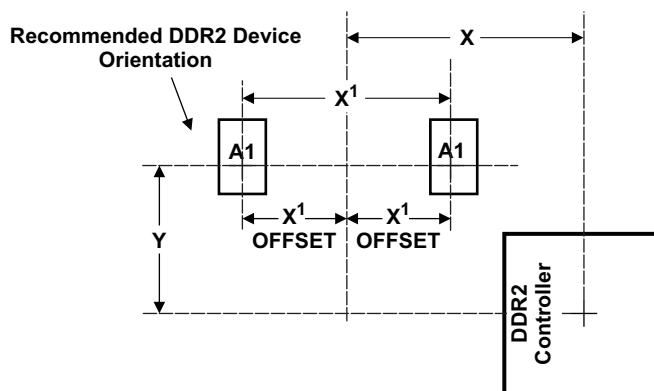 Recommended DDR2 Device
Orientation
X
X¹
A1
A1
X¹
OFFSET
X¹
OFFSET
Y
DDR2
Controller